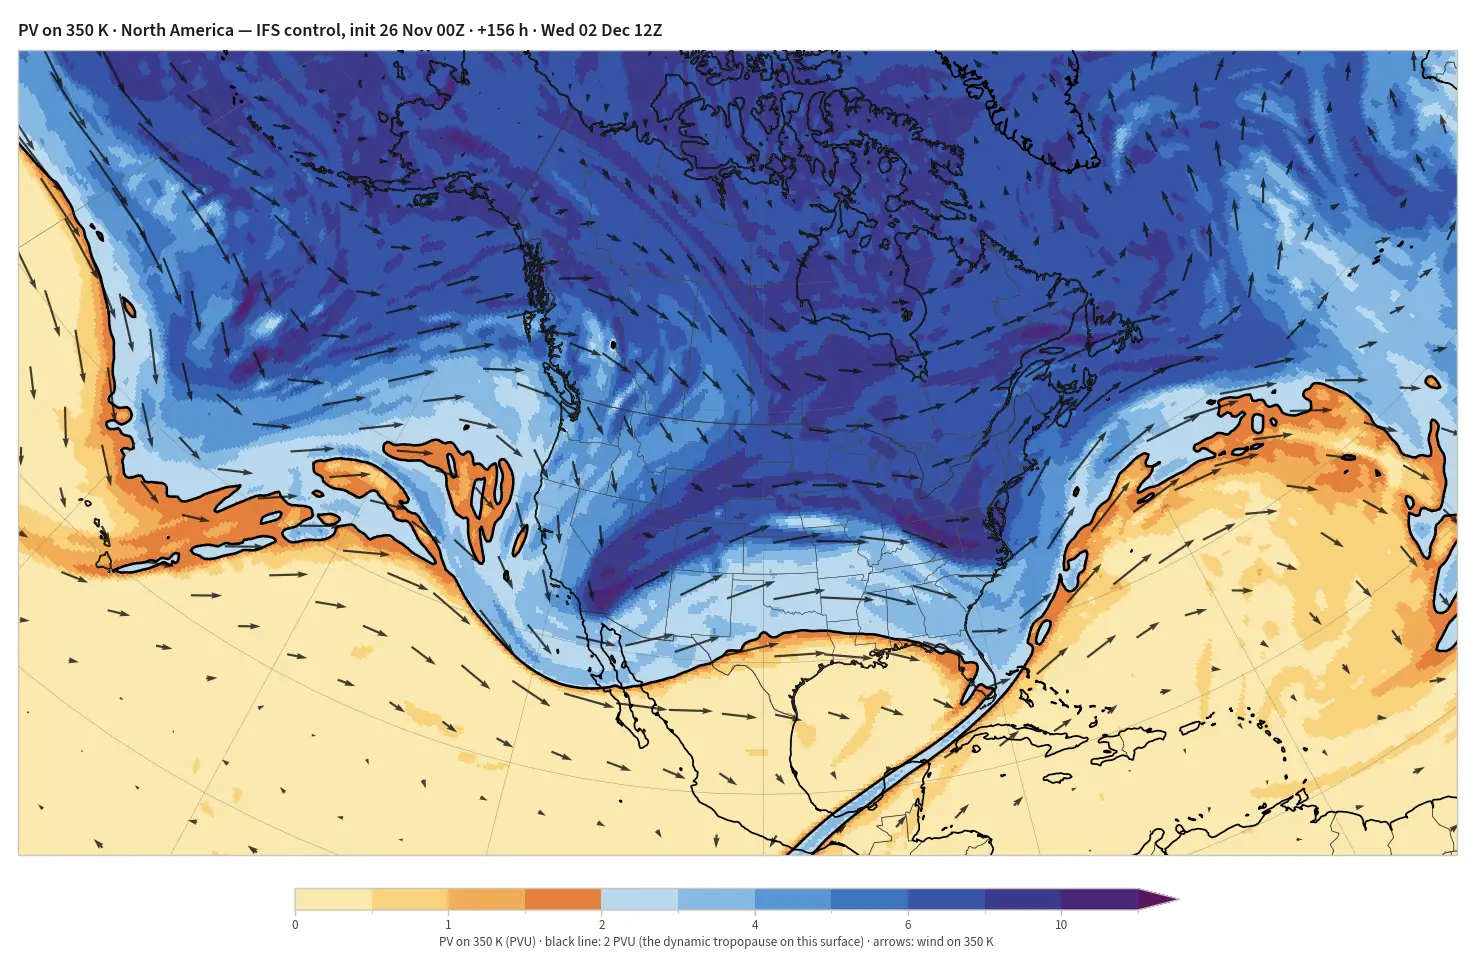 PV on 350 K · North America — IFS control, init 26 Nov 00Z · +156 h · Wed 02 Dec 12Z
0 1 2 4 6 10
PV on 350 K (PVU) · black line: 2 PVU (the dynamic tropopause on this surface) · arrows: wind on 350 K